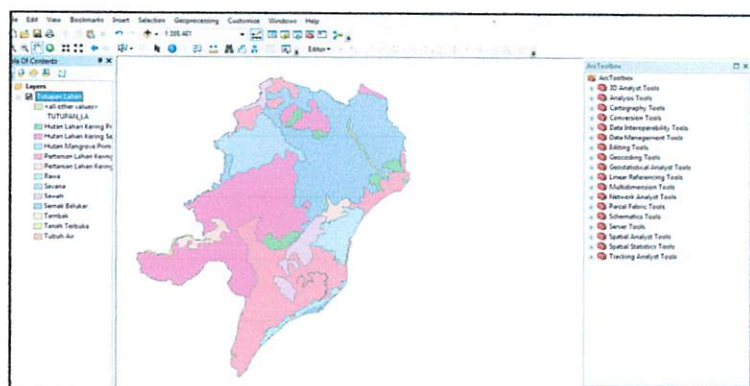 Edit View Bookmarks Insert Selection Geoprocessing Customize Windows Help
Editor
Of Contents
Layers
Tutupan Lahan
<all other values>
TUTUPAN_LA
Hutan Lahan Kering Pr
Hutan Lahan Kering Se
Hutan Mangrove Prim
Pertanian Lahan Kering
Pertanian Lahan Kering
Rawa
Savana
Sawah
Semak Belukar
Tambak
Tanah Terbuka
Tubuh Air
ArcToolbox
ArcToolbox
3D Analyst Tools
Analysis Tools
Cartography Tools
Conversion Tools
Data Interoperability Tools
Data Management Tools
Editing Tools
Geocoding Tools
Geostatistical Analyst Tools
Linear Referencing Tools
Multidimension Tools
Network Analyst Tools
Parcel Fabric Tools
Schematics Tools
Server Tools
Spatial Analyst Tools
Spatial Statistics Tools
Tracking Analyst Tools